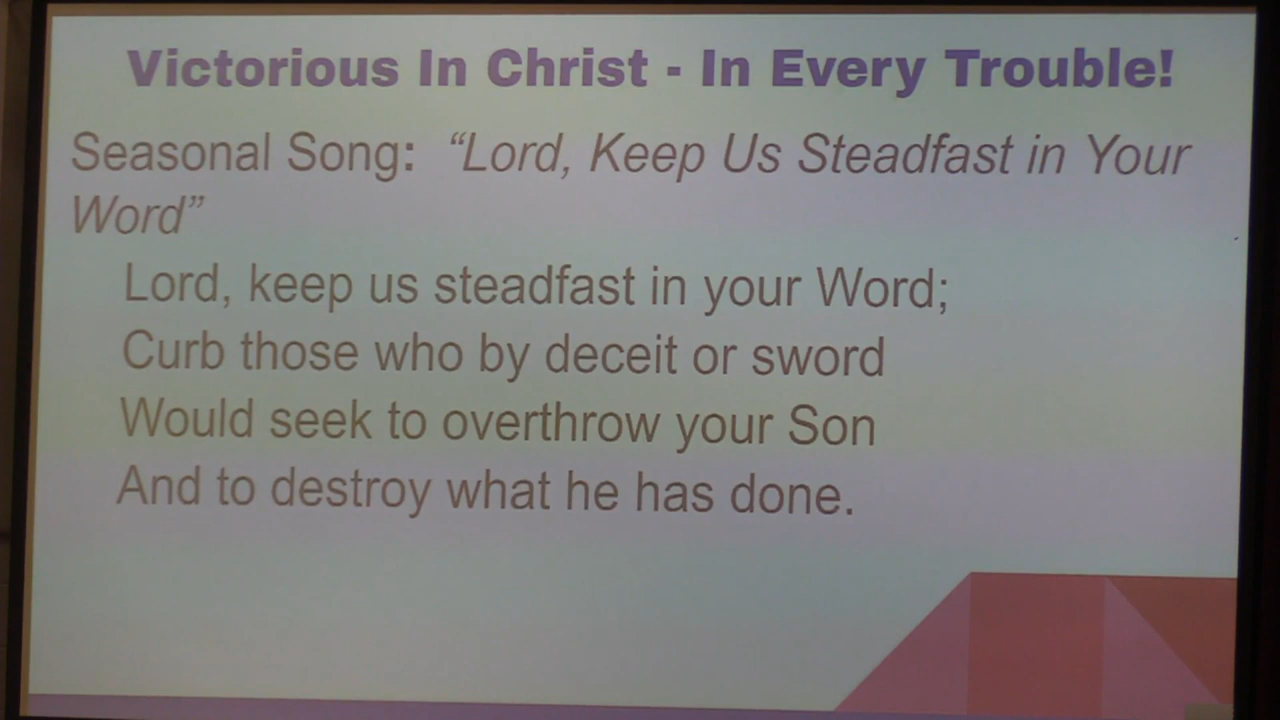 Victorious In Christ - In Every Trouble!
Seasonal Song: “Lord, Keep Us Steadfast in Your
Word”
Lord, keep us steadfast in your Word;
Curb those who by deceit or sword
Would seek to overthrow your Son
And to destroy what he has done.